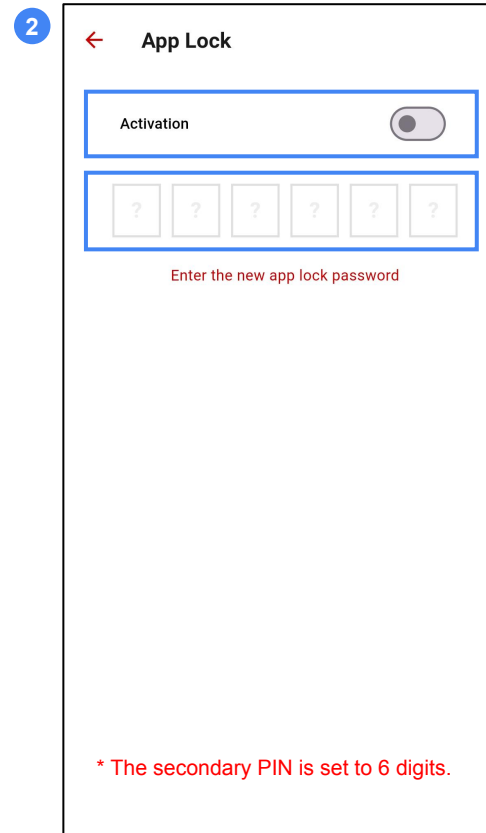 2
App Lock
Activation
? ? ? ? ? ?
Enter the new app lock password
* The secondary PIN is set to 6 digits.